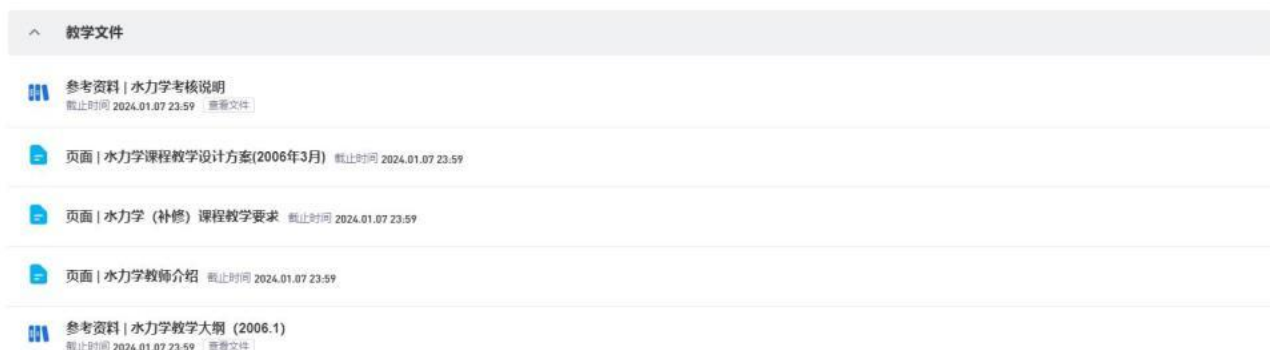 教学文件
参考资料 | 水力学考核说明
截止时间 2024.01.07 23:59 查看文件
页面 | 水力学课程教学设计方案(2006年3月) 截止时间 2024.01.07 23:59
页面 | 水力学（补修）课程教学要求 截止时间 2024.01.07 23:59
页面 | 水力学教师介绍 截止时间 2024.01.07 23:59
参考资料 | 水力学教学大纲（2006.1)
截止时间 2024.01.07 23:59 查看文件